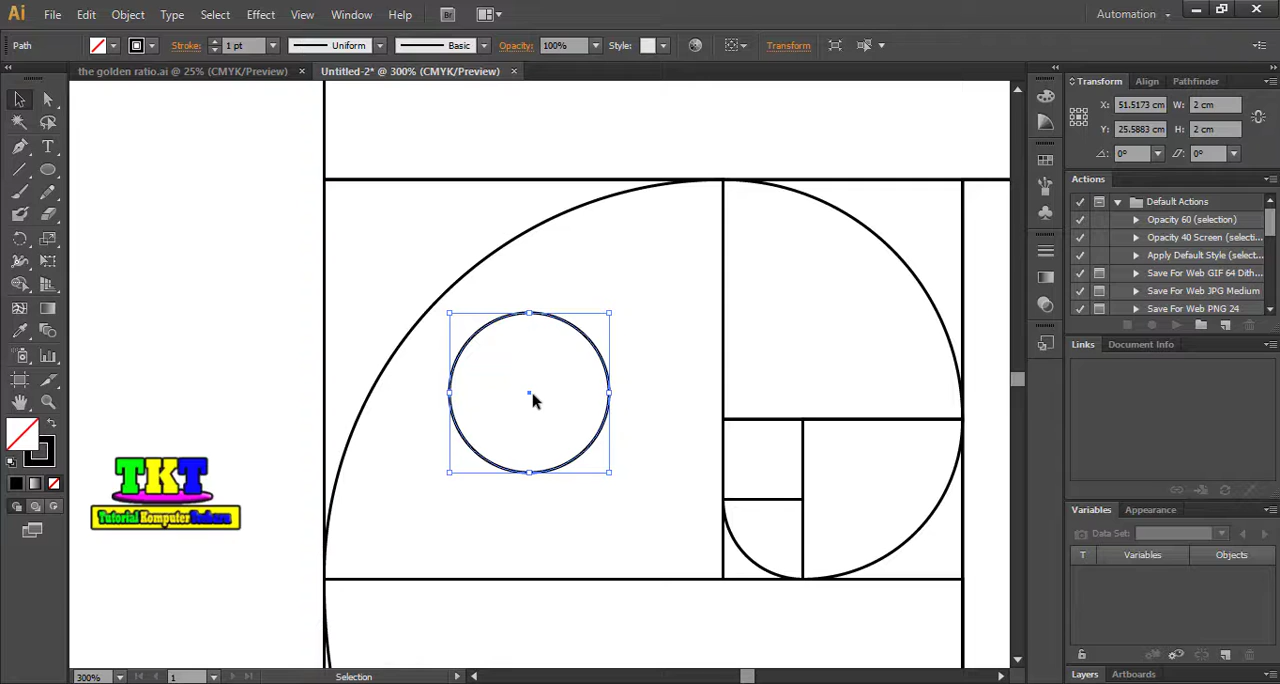 Ai File Edit Object Type Select Effect View Window Help Br Automation
Path Stroke: 1 pt Uniform Basic Opacity: 100% Style: Transform
the golden ratio.ai @ 25% (CMYK/Preview) × Untitled-2* @ 300% (CMYK/Preview) ×
Transform Align Pathfinder
X: 51.5173 cm W: 2 cm
Y: 25.5883 cm H: 2 cm
0° 0°
Actions
Default Actions
Opacity 60 (selection)
Opacity 40 Screen (selecti...
Apply Default Style (select...
Save For Web GIF 64 Dith...
Save For Web JPG Medium
Save For Web PNG 24
Links Document Info
TKT
Tutorial Komputer Terbaru
Variables Appearance
Data Set:
T Variables Objects
Layers Artboards
300% 1 Selection